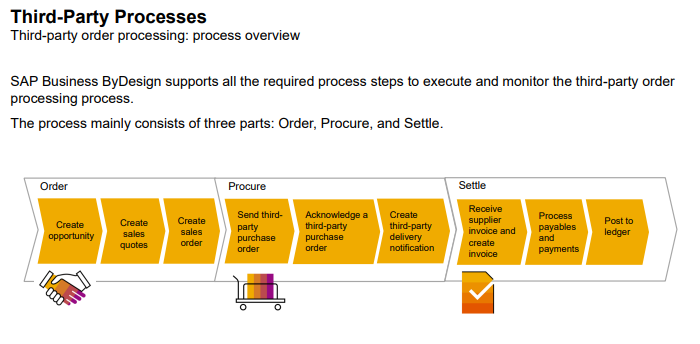 Third-Party Processes
Third-party order processing: process overview
SAP Business ByDesign supports all the required process steps to execute and monitor the third-party order
processing process.
The process mainly consists of three parts: Order, Procure, and Settle.
Order
Create
opportunity
Create
sales
quotes
Create
sales
order
Procure
Send third-
party
purchase
order
Acknowledge a
third-party
purchase
order
Create
third-party
delivery
notification
Settle
Receive
supplier
invoice and
create
invoice
Process
payables
and
payments
Post to
ledger